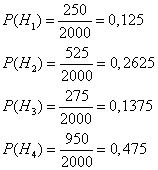 P(H₁) = 250/2000 = 0,125
P(H₂) = 525/2000 = 0,2625
P(H₃) = 275/2000 = 0,1375
P(H₄) = 950/2000 = 0,475